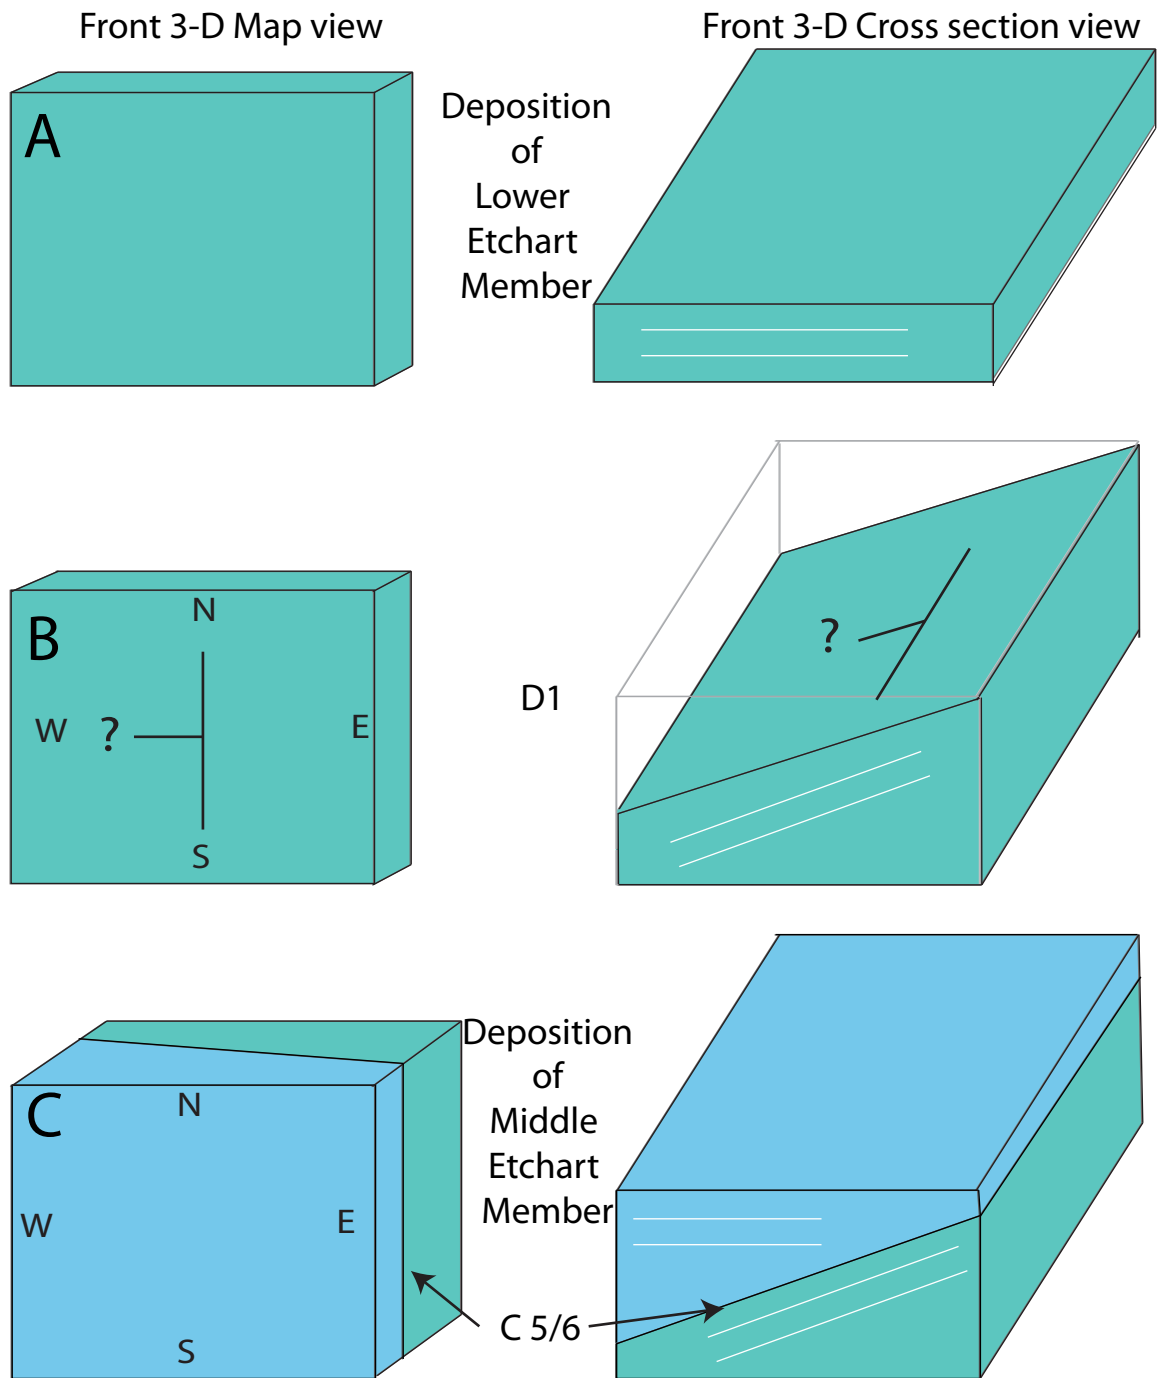 Front 3-D Map view
Front 3-D Cross section view
A
Deposition
of
Lower
Etchart
Member
B
N
W
?
E
S
D1
?
C
N
W
E
S
Deposition
of
Middle
Etchart
Member
C 5/6